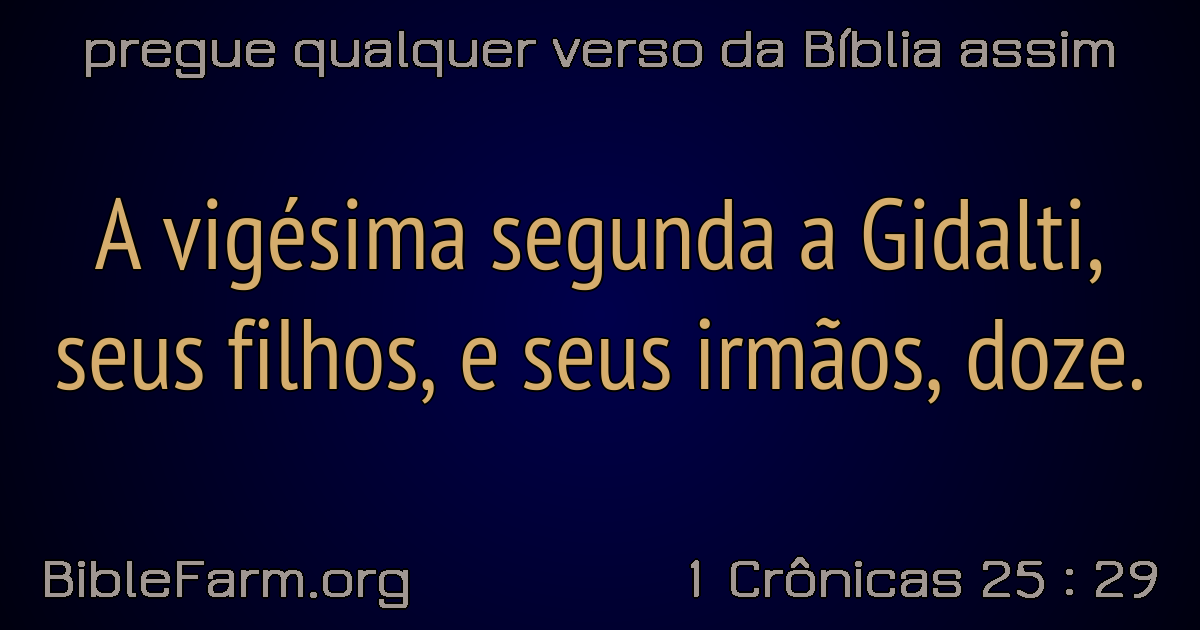 pregue qualquer verso da Bíblia assim
A vigésima segunda a Gidalti,
seus filhos, e seus irmãos, doze.
BibleFarm.org
1 Crônicas 25 : 29